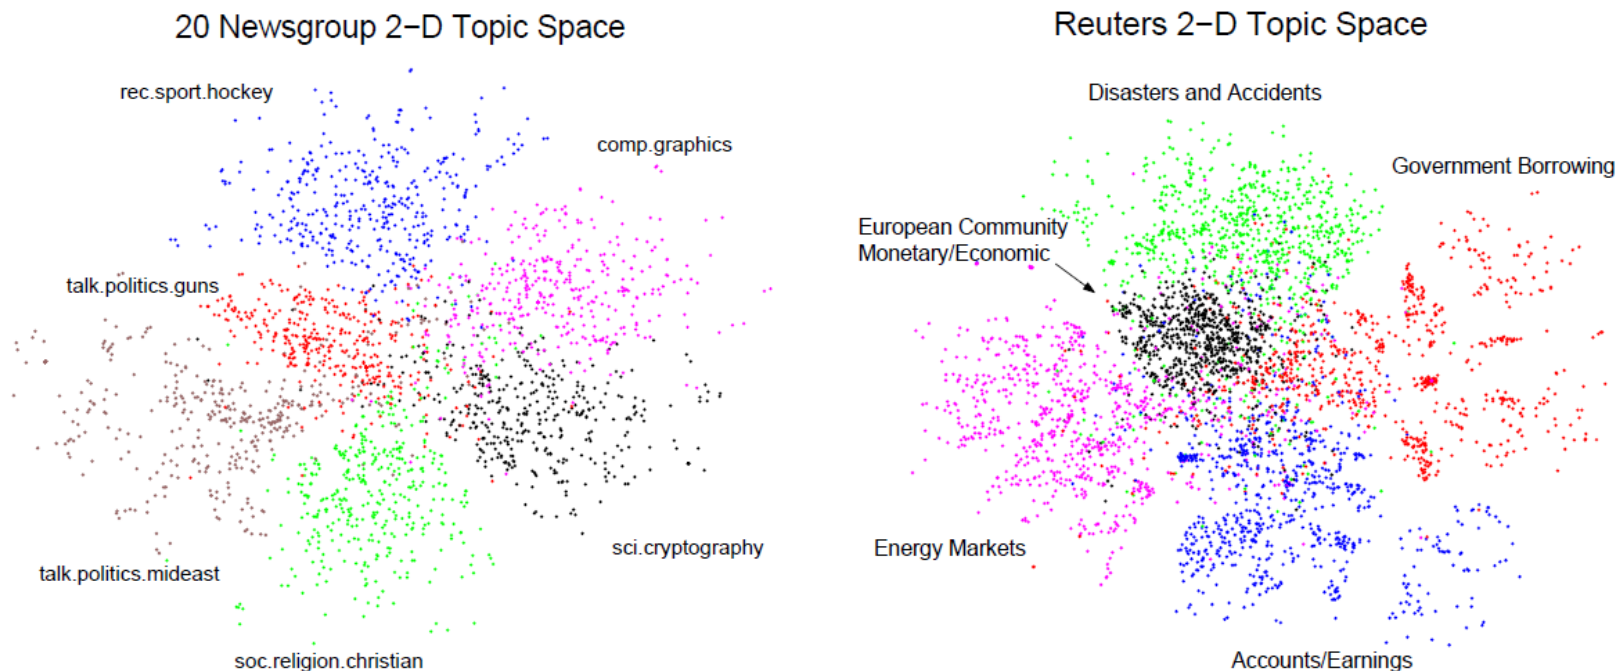 20 Newsgroup 2-D Topic Space
rec.sport.hockey
comp.graphics
talk.politics.guns
sci.cryptography
talk.politics.mideast
soc.religion.christian
Reuters 2-D Topic Space
Disasters and Accidents
Government Borrowing
European Community
Monetary/Economic
Energy Markets
Accounts/Earnings